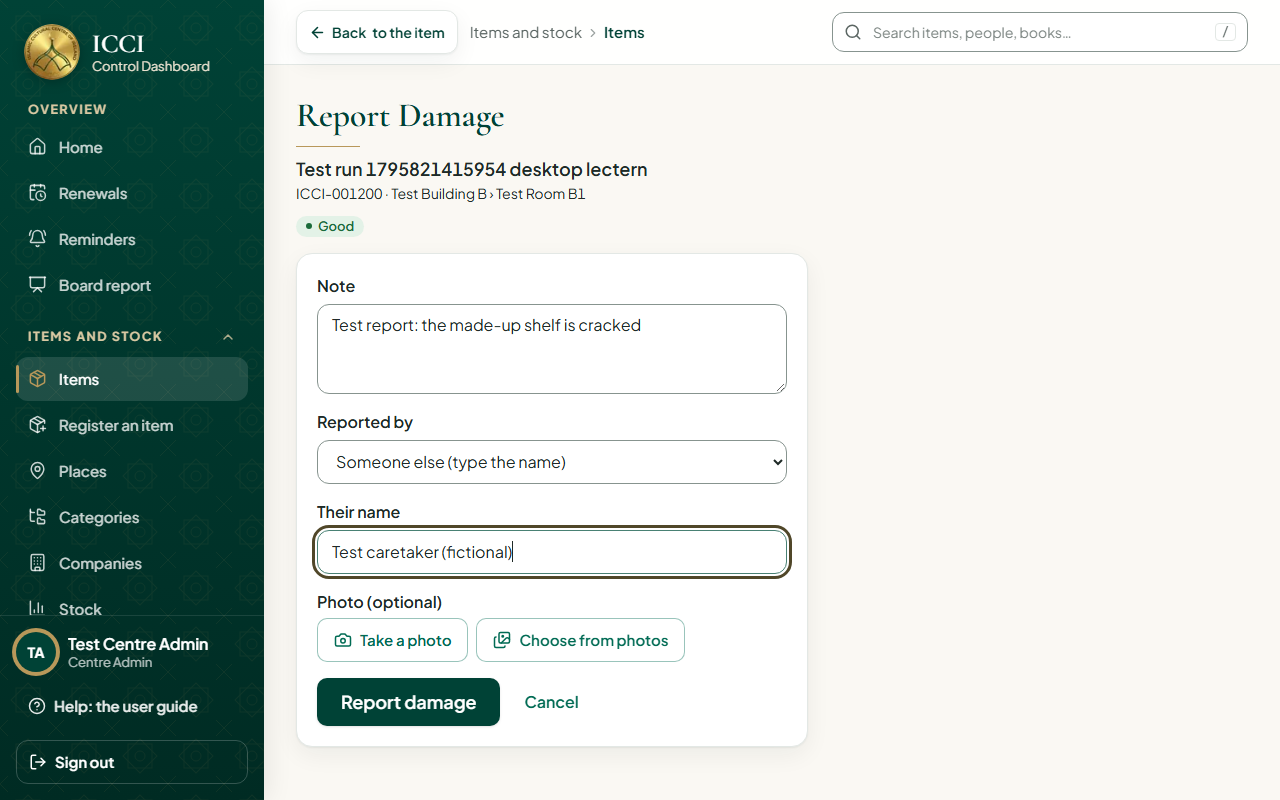 ICCI
Control Dashboard
OVERVIEW
Home
Renewals
Reminders
Board report
ITEMS AND STOCK
Items
Register an item
Places
Categories
Companies
Stock
TA
Test Centre Admin
Centre Admin
Help: the user guide
Sign out
Back to the item
Items and stock › Items
Search items, people, books…
/
Report Damage
Test run 1795821415954 desktop lectern
ICCI-001200 · Test Building B › Test Room B1
Good
Note
Test report: the made-up shelf is cracked
Reported by
Someone else (type the name)
Their name
Test caretaker (fictional)
Photo (optional)
Take a photo
Choose from photos
Report damage
Cancel